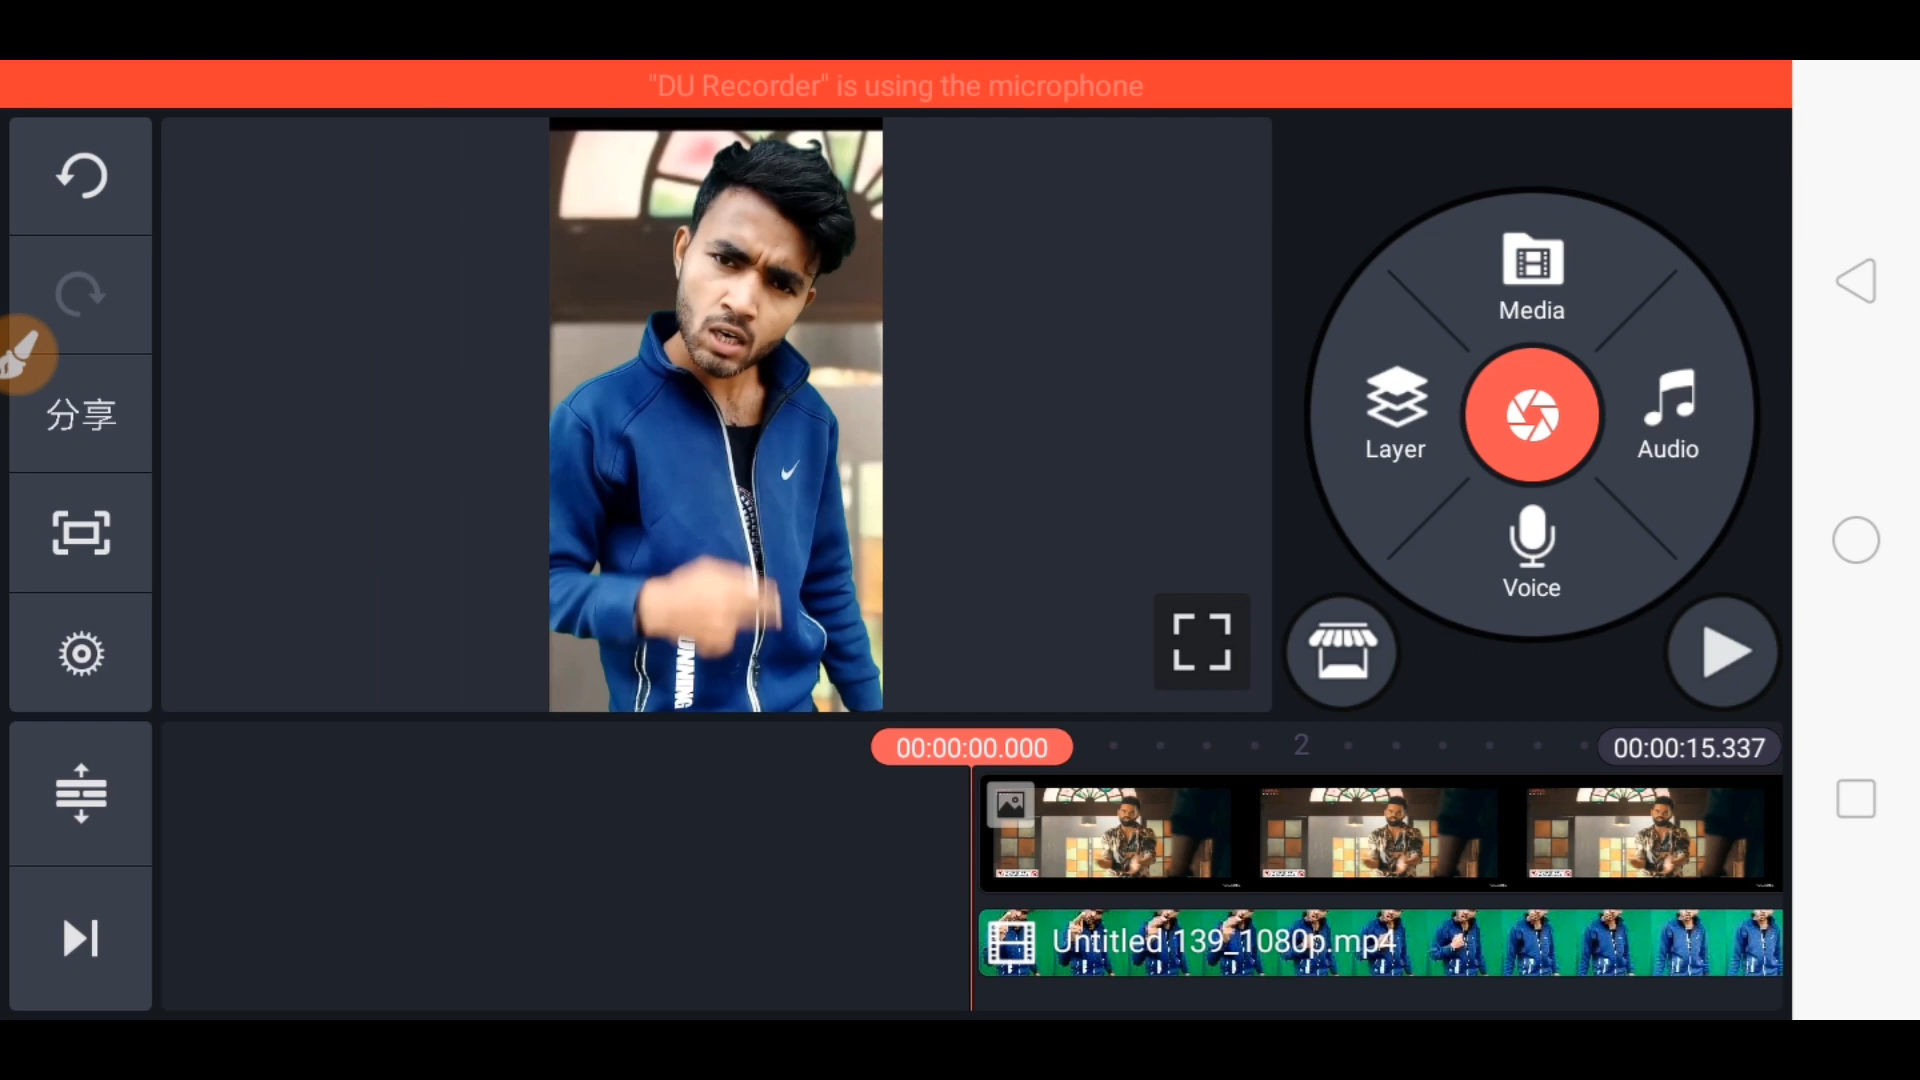 "DU Recorder" is using the microphone
分享
Media
Layer
Audio
Voice
UNNING
00:00:00.000
2
00:00:15.337
Untitled 139_1080p.mp4